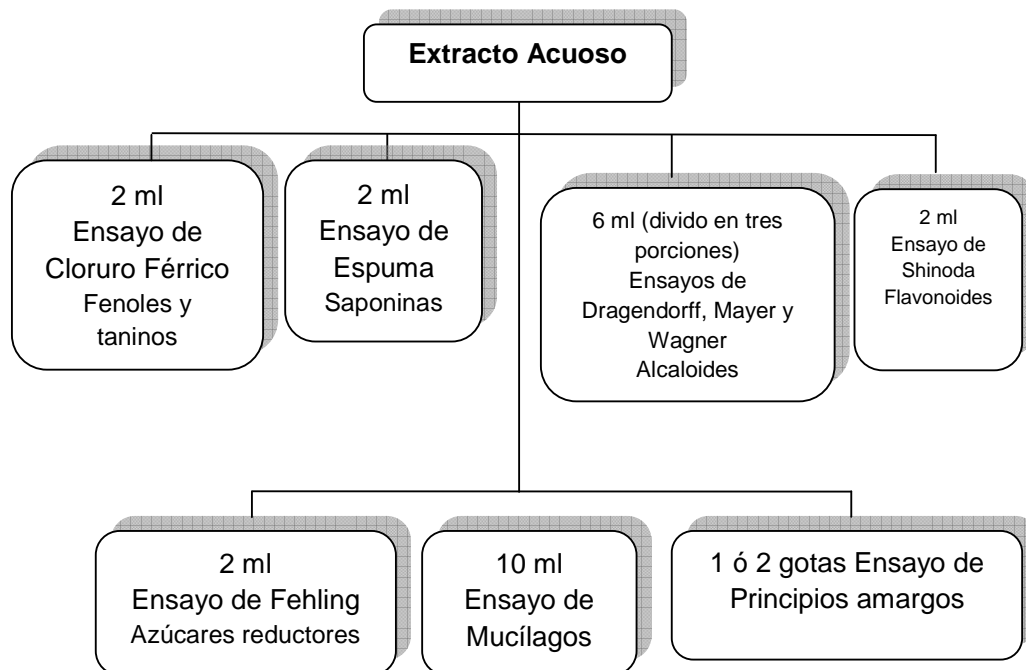 Extracto Acuoso
2 ml
Ensayo de
Cloruro Férrico
Fenoles y
taninos
2 ml
Ensayo de
Espuma
Saponinas
6 ml (divido en tres
porciones)
Ensayos de
Dragendorff, Mayer y
Wagner
Alcaloides
2 ml
Ensayo de
Shinoda
Flavonoides
2 ml
Ensayo de Fehling
Azúcares reductores
10 ml
Ensayo de
Mucílagos
1 ó 2 gotas Ensayo de
Principios amargos